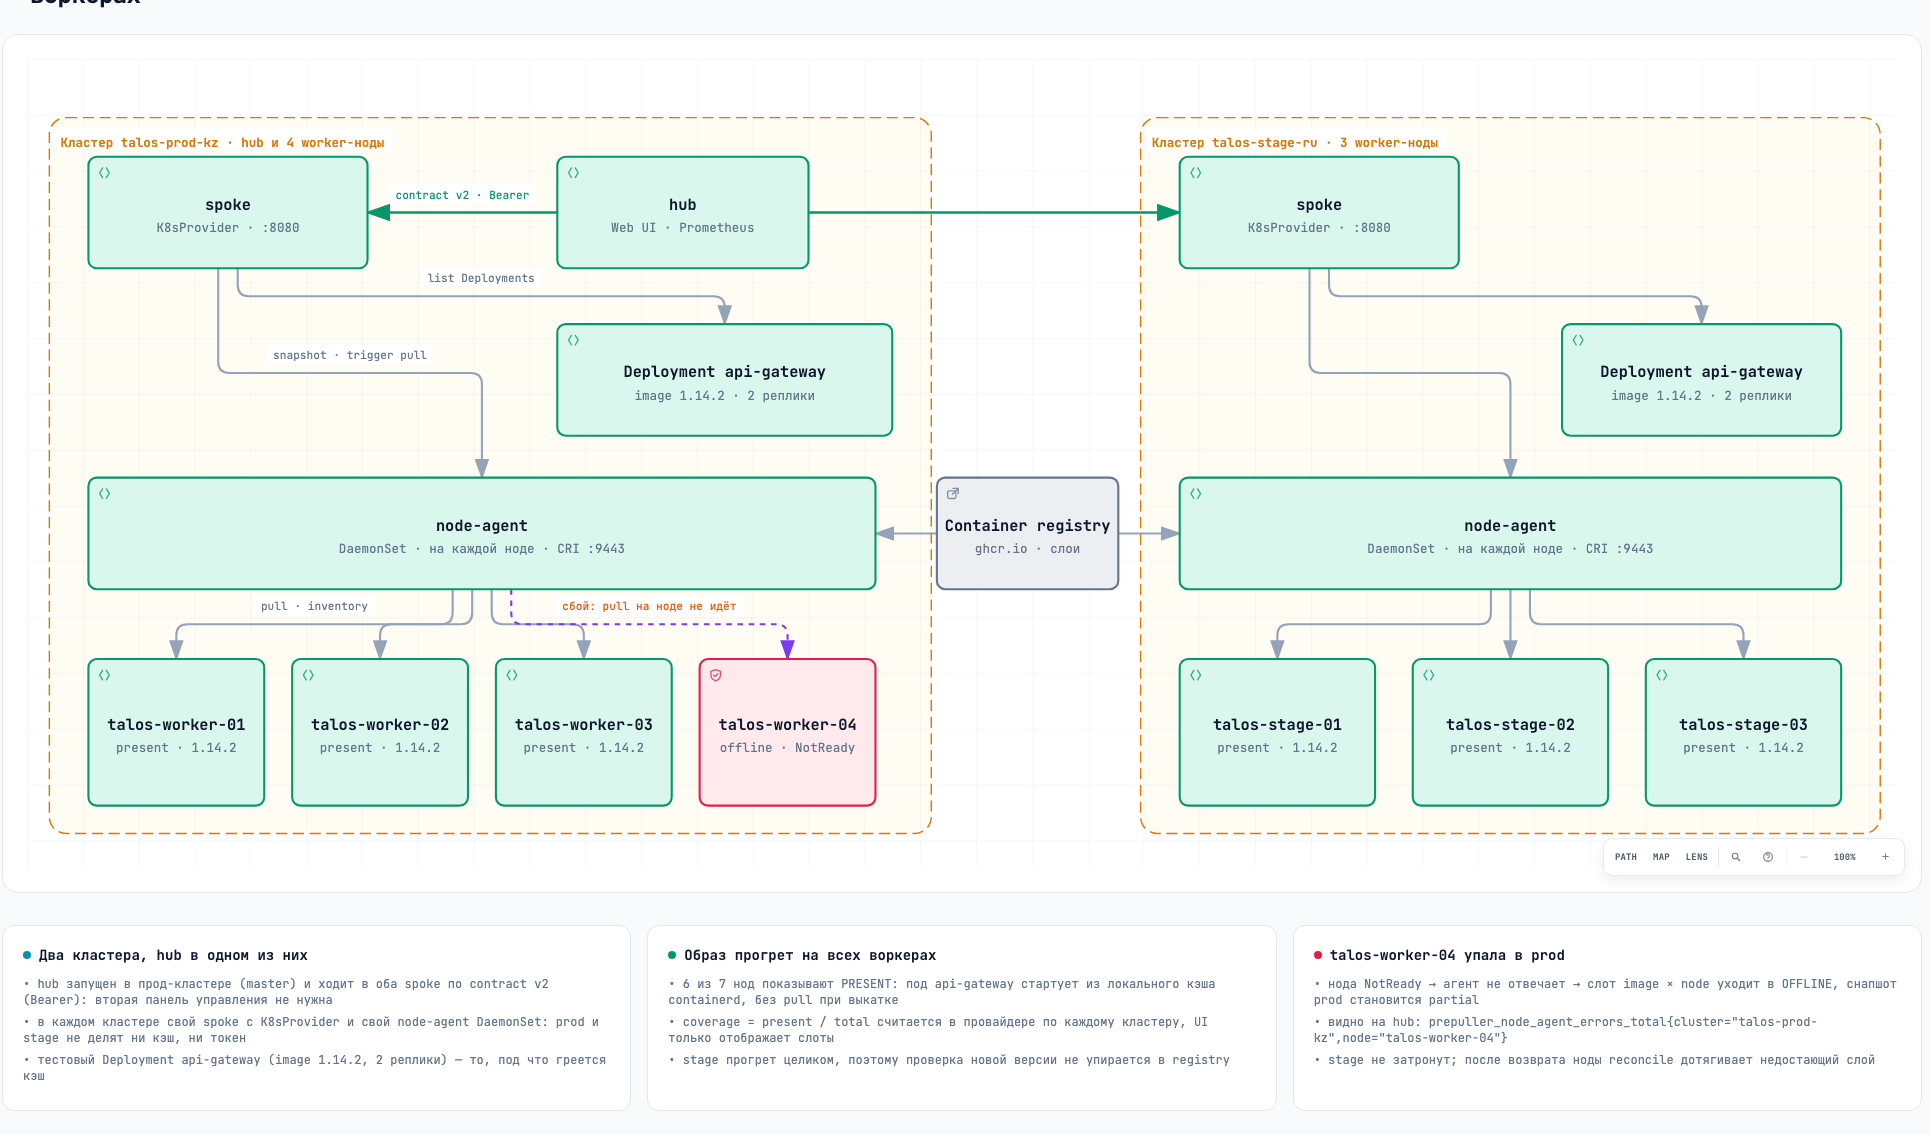 воркерах
Кластер talos-prod-kz · hub и 4 worker-ноды
Кластер talos-stage-ru · 3 worker-ноды
spoke
K8sProvider · :8080
contract v2 · Bearer
hub
Web UI · Prometheus
spoke
K8sProvider · :8080
list Deployments
snapshot · trigger pull
Deployment api-gateway
image 1.14.2 · 2 реплики
Deployment api-gateway
image 1.14.2 · 2 реплики
node-agent
DaemonSet · на каждой ноде · CRI :9443
Container registry
ghcr.io · слои
node-agent
DaemonSet · на каждой ноде · CRI :9443
pull · inventory
сбой: pull на ноде не идёт
talos-worker-01
present · 1.14.2
talos-worker-02
present · 1.14.2
talos-worker-03
present · 1.14.2
talos-worker-04
offline · NotReady
talos-stage-01
present · 1.14.2
talos-stage-02
present · 1.14.2
talos-stage-03
present · 1.14.2
PATH MAP LENS 100%
Два кластера, hub в одном из них
• hub запущен в прод-кластере (master) и ходит в оба spoke по contract v2
(Bearer): вторая панель управления не нужна
• в каждом кластере свой spoke с K8sProvider и свой node-agent DaemonSet: prod и
stage не делят ни кэш, ни токен
• тестовый Deployment api-gateway (image 1.14.2, 2 реплики) — то, под что греется
кэш
Образ прогрет на всех воркерах
• 6 из 7 нод показывают PRESENT: под api-gateway стартует из локального кэша
containerd, без pull при выкатке
• coverage = present / total считается в провайдере по каждому кластеру, UI
только отображает слоты
• stage прогрет целиком, поэтому проверка новой версии не упирается в registry
talos-worker-04 упала в prod
• нода NotReady → агент не отвечает → слот image × node уходит в OFFLINE, снапшот
prod становится partial
• видно на hub: prepuller_node_agent_errors_total{cluster="talos-prod-
kz",node="talos-worker-04"}
• stage не затронут; после возврата ноды reconcile дотягивает недостающий слой